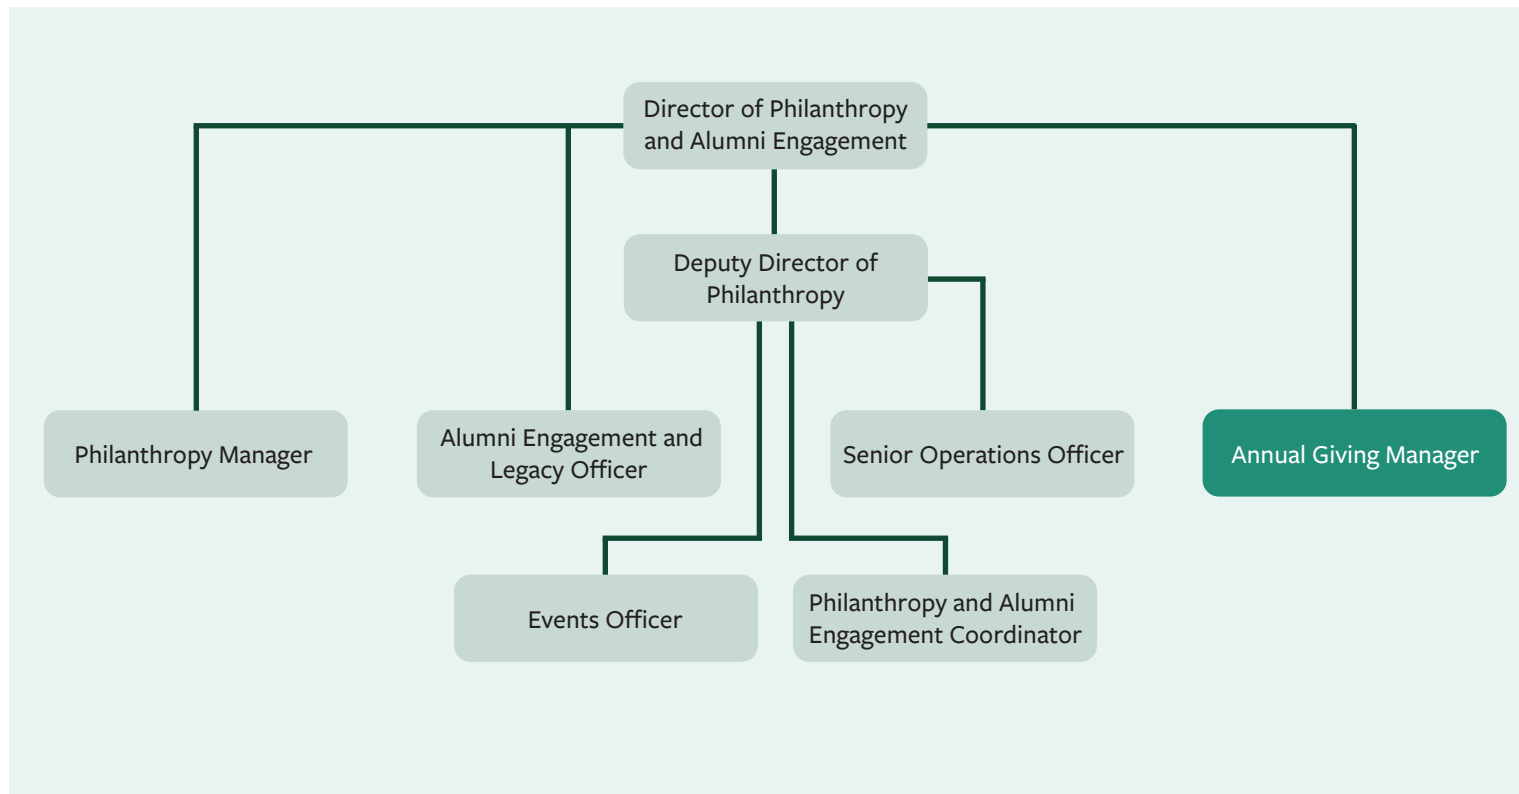 Director of Philanthropy
and Alumni Engagement
Deputy Director of
Philanthropy
Philanthropy Manager
Alumni Engagement and
Legacy Officer
Senior Operations Officer
Annual Giving Manager
Events Officer
Philanthropy and Alumni
Engagement Coordinator